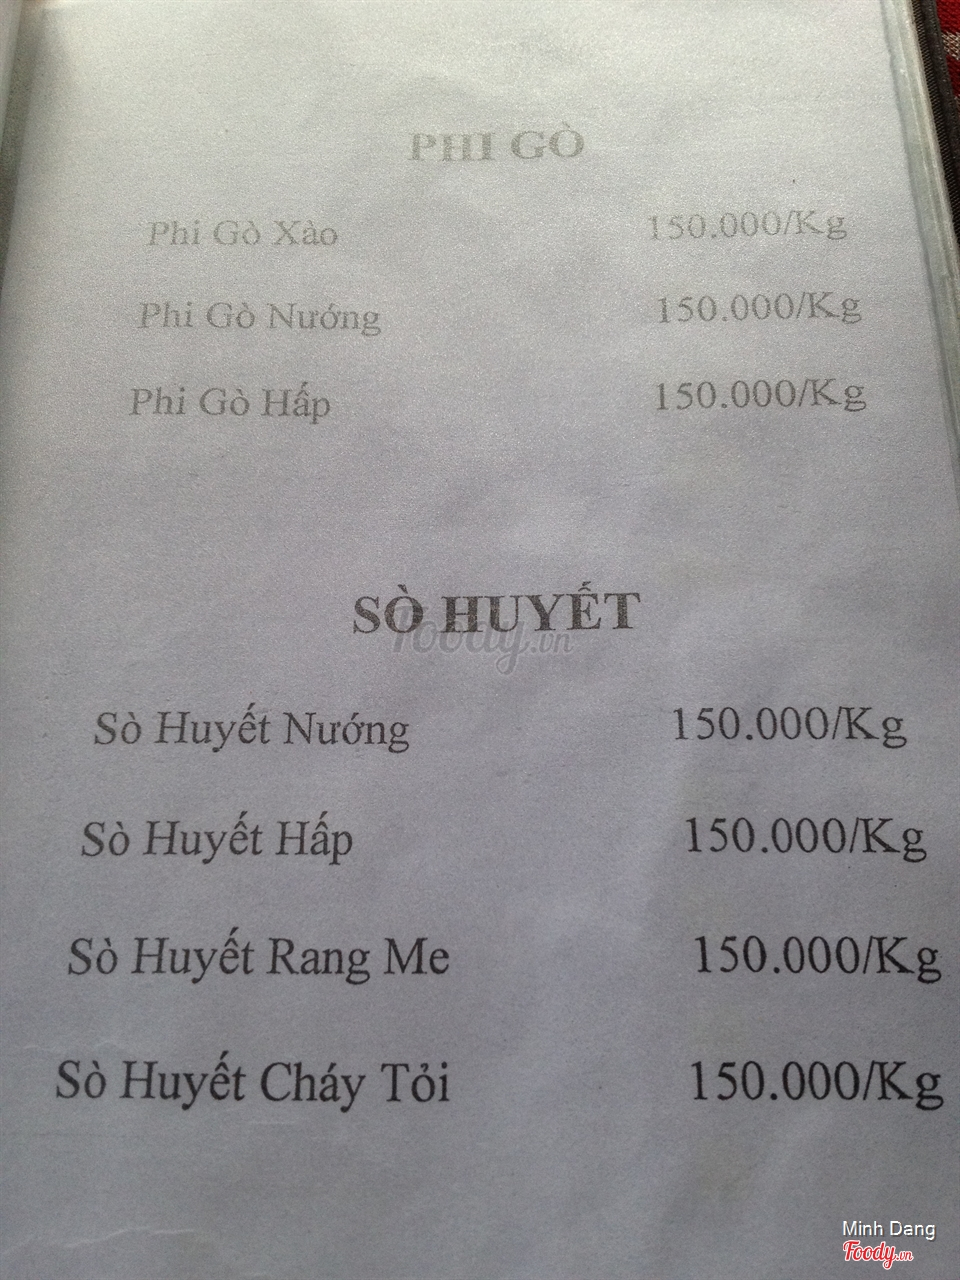 PHI GÒ
Phi Gò Xào 150.000/Kg
Phi Gò Nướng 150.000/Kg
Phi Gò Hấp 150.000/Kg
SÒ HUYẾT
foody.vn
Sò Huyết Nướng 150.000/Kg
Sò Huyết Hấp 150.000/Kg
Sò Huyết Rang Me 150.000/Kg
Sò Huyết Cháy Tỏi 150.000/Kg
Minh Dang
Foody.vn